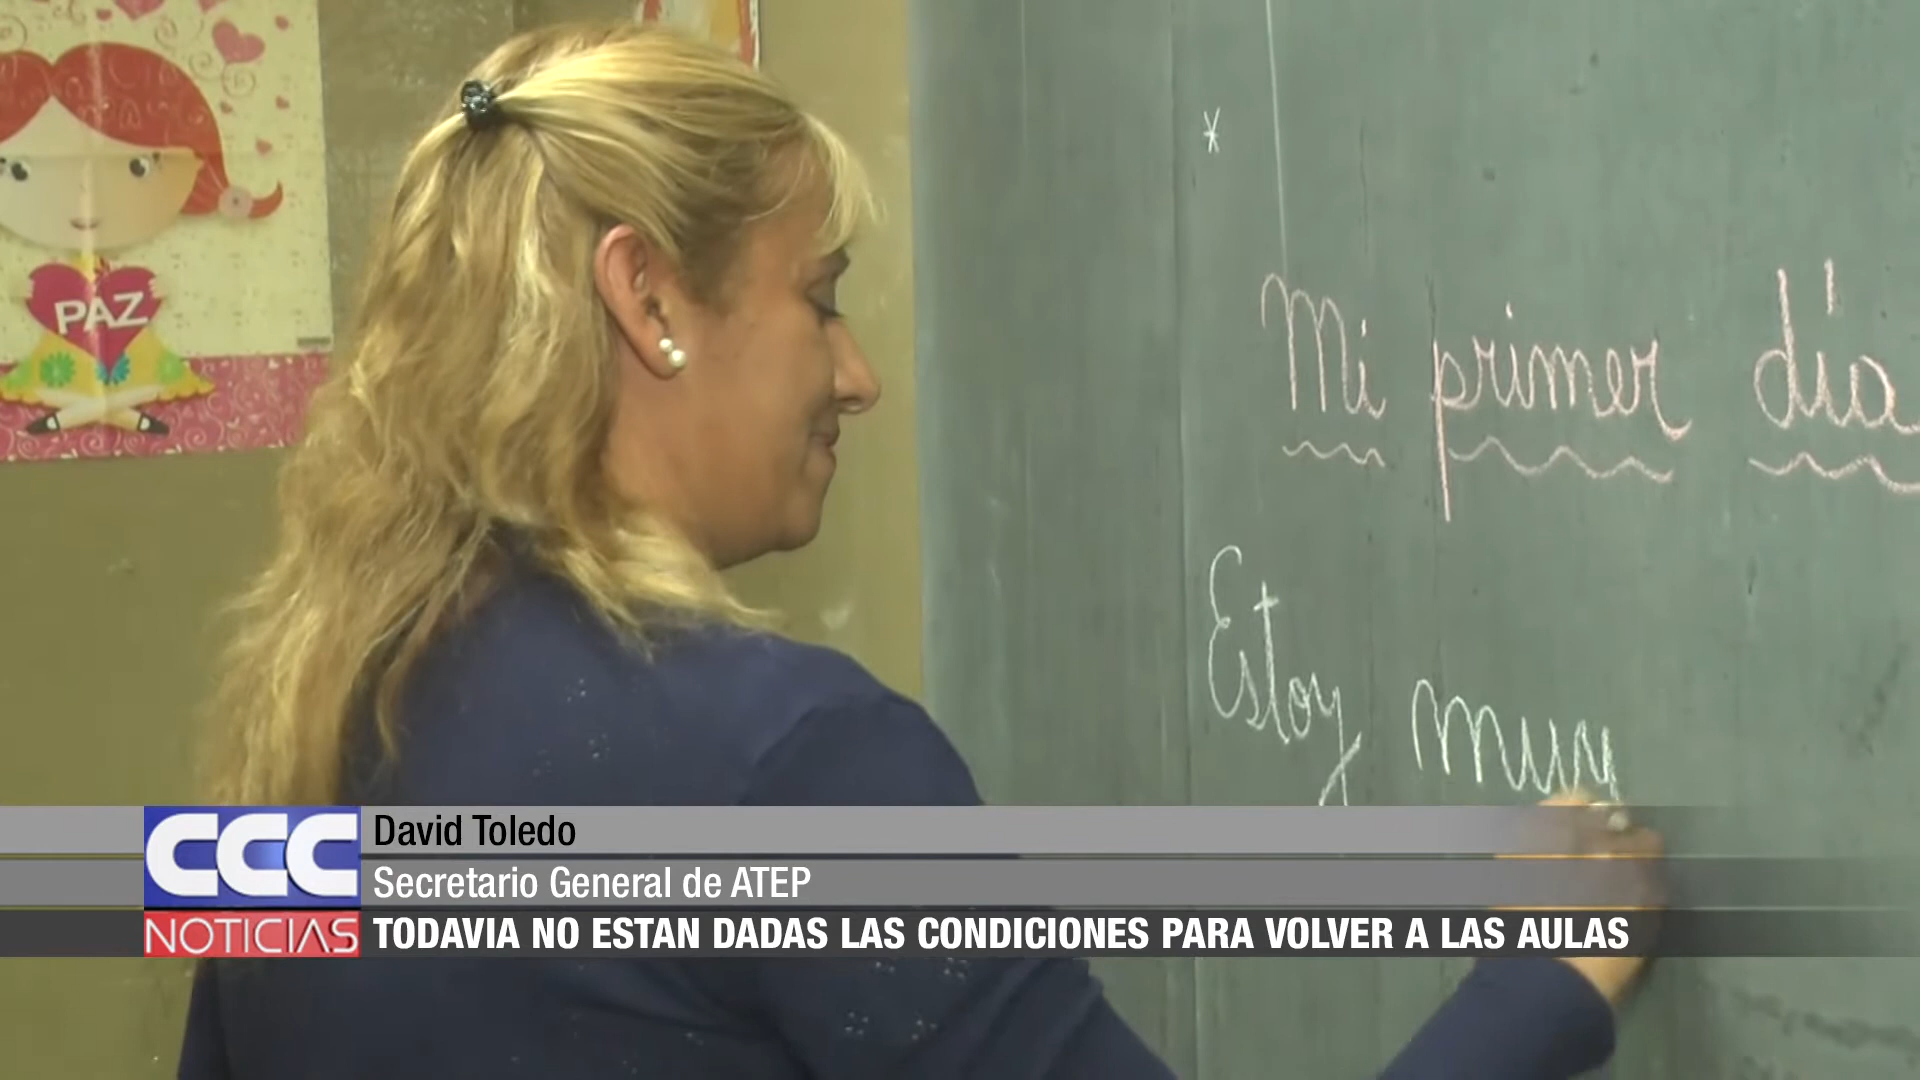 PAZ
*
Mi primer día
Estoy muy
David Toledo
Secretario General de ATEP
TODAVIA NO ESTAN DADAS LAS CONDICIONES PARA VOLVER A LAS AULAS
CCC
NOTICIAS